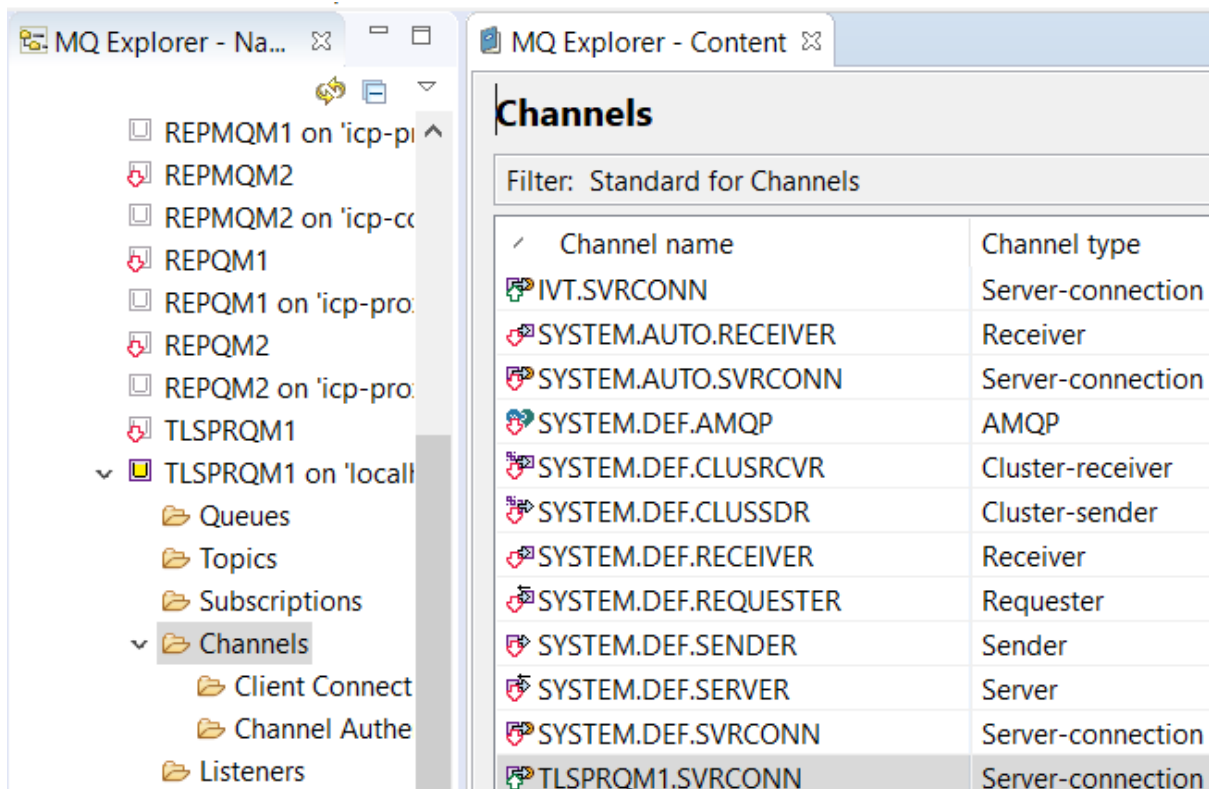 MQ Explorer - Na...
REPMQM1 on 'icp-pr
REPMQM2
REPMQM2 on 'icp-cc
REPQM1
REPQM1 on 'icp-pro
REPQM2
REPQM2 on 'icp-pro
TLSPRQM1
TLSPRQM1 on 'localh
Queues
Topics
Subscriptions
Channels
Client Connect
Channel Authe
Listeners
MQ Explorer - Content
Channels
Filter: Standard for Channels
Channel name Channel type
IVT.SVRCONN Server-connection
SYSTEM.AUTO.RECEIVER Receiver
SYSTEM.AUTO.SVRCONN Server-connection
SYSTEM.DEF.AMQP AMQP
SYSTEM.DEF.CLUSRCVR Cluster-receiver
SYSTEM.DEF.CLUSSDR Cluster-sender
SYSTEM.DEF.RECEIVER Receiver
SYSTEM.DEF.REQUESTER Requester
SYSTEM.DEF.SENDER Sender
SYSTEM.DEF.SERVER Server
SYSTEM.DEF.SVRCONN Server-connection
TLSPRQM1.SVRCONN Server-connection